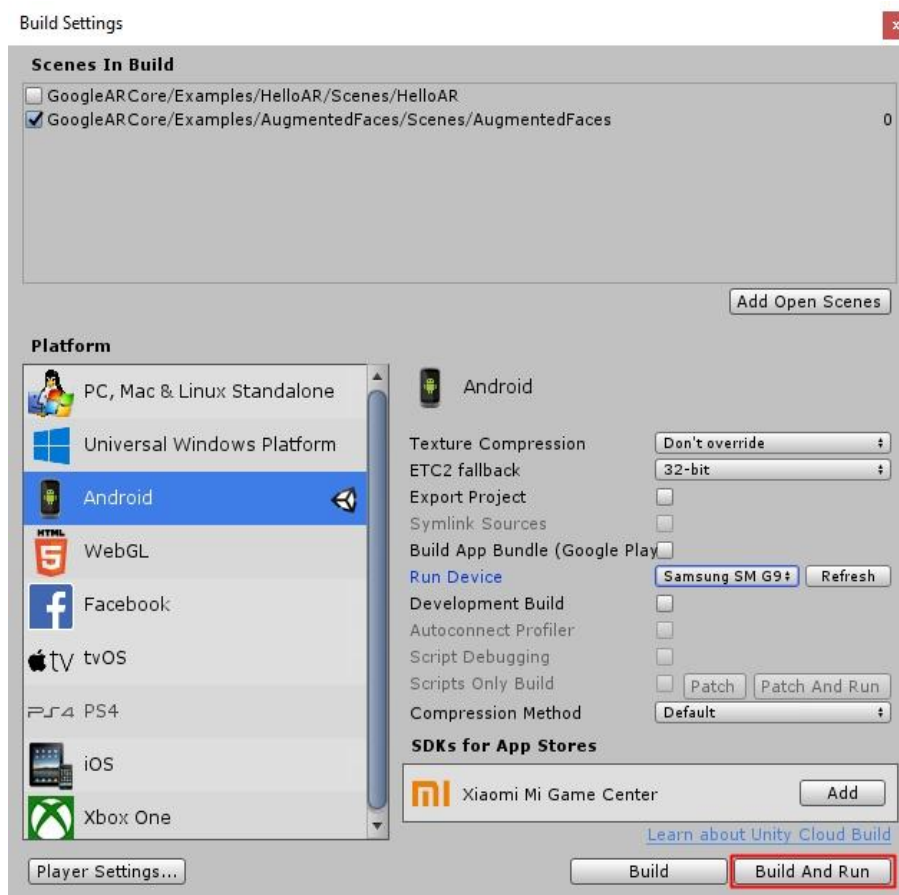 Build Settings
x
Scenes In Build
GoogleARCore/Examples/HelloAR/Scenes/HelloAR
GoogleARCore/Examples/AugmentedFaces/Scenes/AugmentedFaces 0
Add Open Scenes
Platform
PC, Mac & Linux Standalone
Universal Windows Platform
Android
HTML
5
WebGL
f
Facebook
tv
tvOS
PS4
PS4
iOS
Xbox One
Android
Texture Compression Don't override
ETC2 fallback 32-bit
Export Project
Symlink Sources
Build App Bundle (Google Play
Run Device Samsung SM G9 Refresh
Development Build
Autoconnect Profiler
Script Debugging
Scripts Only Build Patch Patch And Run
Compression Method Default
SDKs for App Stores
MI Xiaomi Mi Game Center Add
Learn about Unity Cloud Build
Player Settings... Build Build And Run